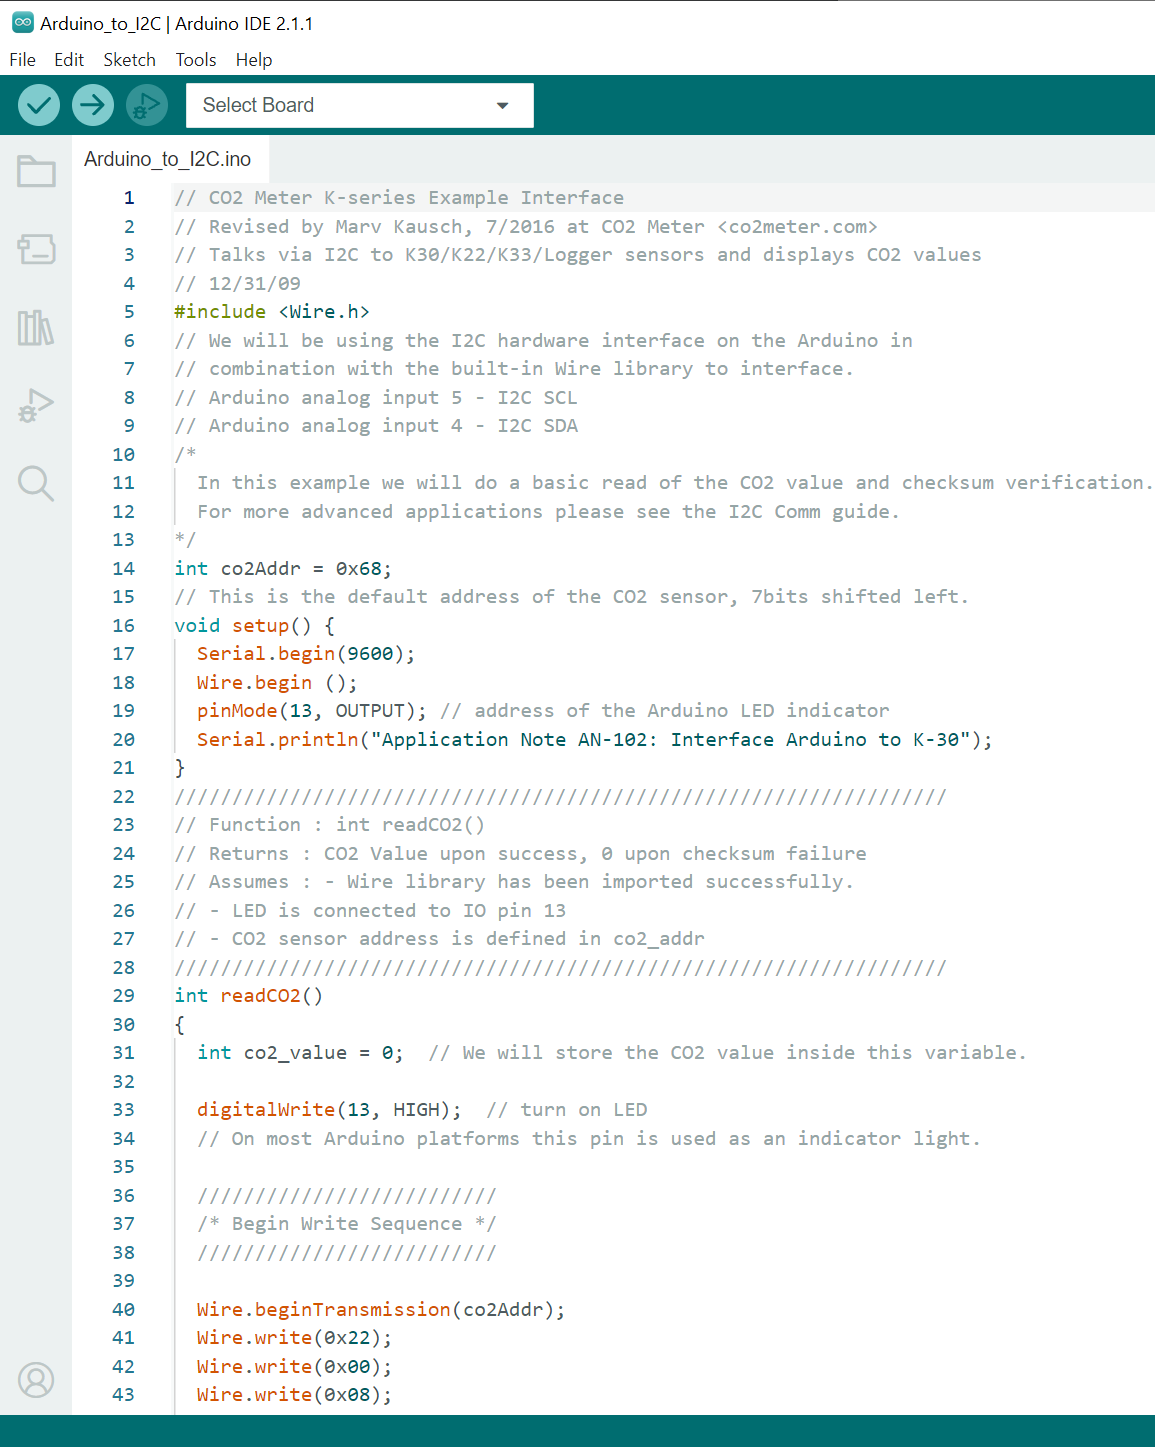 Arduino_to_I2C | Arduino IDE 2.1.1
File Edit Sketch Tools Help
Select Board
Arduino_to_I2C.ino
1 // CO2 Meter K-series Example Interface
2 // Revised by Marv Kausch, 7/2016 at CO2 Meter <co2meter.com>
3 // Talks via I2C to K30/K22/K33/Logger sensors and displays CO2 values
4 // 12/31/09
5 #include <Wire.h>
6 // We will be using the I2C hardware interface on the Arduino in
7 // combination with the built-in Wire library to interface.
8 // Arduino analog input 5 - I2C SCL
9 // Arduino analog input 4 - I2C SDA
10 /*
11   In this example we will do a basic read of the CO2 value and checksum verification.
12   For more advanced applications please see the I2C Comm guide.
13 */
14 int co2Addr = 0x68;
15 // This is the default address of the CO2 sensor, 7bits shifted left.
16 void setup() {
17   Serial.begin(9600);
18   Wire.begin ();
19   pinMode(13, OUTPUT); // address of the Arduino LED indicator
20   Serial.println("Application Note AN-102: Interface Arduino to K-30");
21 }
22 ///////////////////////////////////////////////////////////////////
23 // Function : int readCO2()
24 // Returns : CO2 Value upon success, 0 upon checksum failure
25 // Assumes : - Wire library has been imported successfully.
26 // - LED is connected to IO pin 13
27 // - CO2 sensor address is defined in co2_addr
28 ///////////////////////////////////////////////////////////////////
29 int readCO2()
30 {
31   int co2_value = 0;  // We will store the CO2 value inside this variable.
32
33   digitalWrite(13, HIGH);  // turn on LED
34   // On most Arduino platforms this pin is used as an indicator light.
35
36   //////////////////////////
37   /* Begin Write Sequence */
38   //////////////////////////
39
40   Wire.beginTransmission(co2Addr);
41   Wire.write(0x22);
42   Wire.write(0x00);
43   Wire.write(0x08);